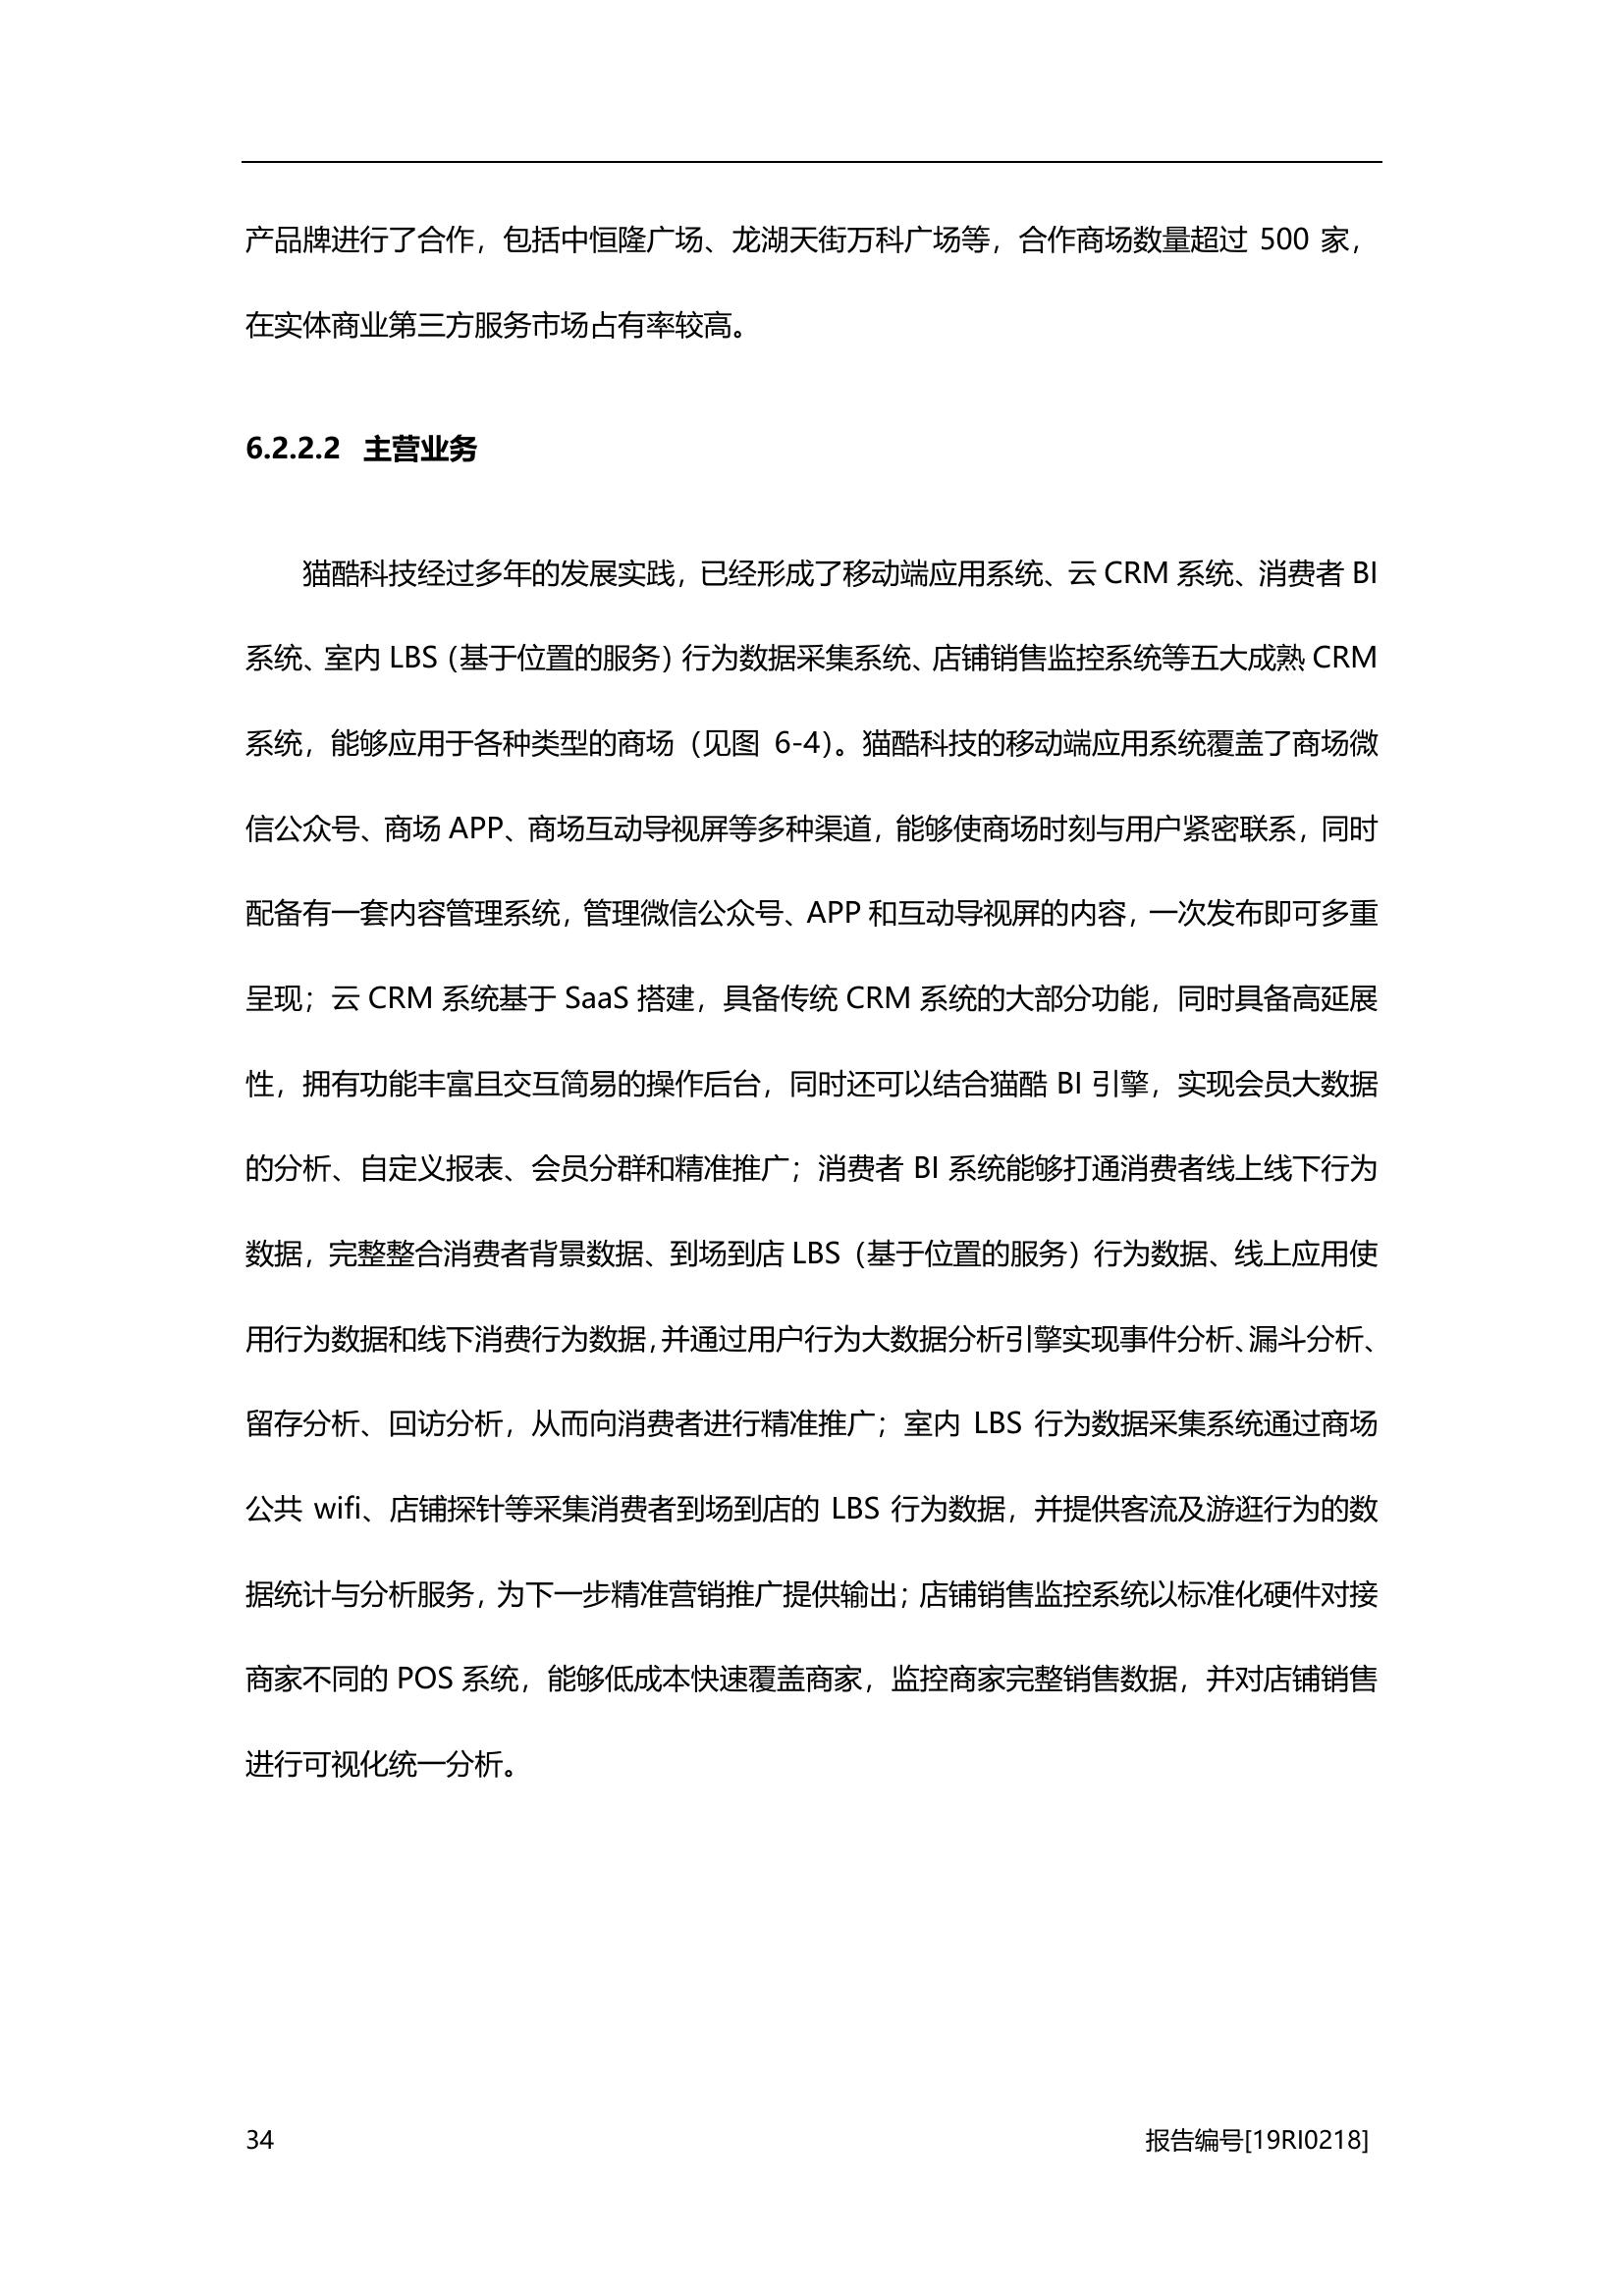 产品牌进行了合作，包括中恒隆广场、龙湖天街万科广场等，合作商场数量超过 500 家，
在实体商业第三方服务市场占有率较高。
6.2.2.2 主营业务
猫酷科技经过多年的发展实践，已经形成了移动端应用系统、云 CRM 系统、消费者 BI
系统、室内 LBS（基于位置的服务）行为数据采集系统、店铺销售监控系统等五大成熟 CRM
系统，能够应用于各种类型的商场（见图 6-4）。猫酷科技的移动端应用系统覆盖了商场微
信公众号、商场 APP、商场互动导视屏等多种渠道，能够使商场时刻与用户紧密联系，同时
配备有一套内容管理系统，管理微信公众号、APP 和互动导视屏的内容，一次发布即可多重
呈现；云 CRM 系统基于 SaaS 搭建，具备传统 CRM 系统的大部分功能，同时具备高延展
性，拥有功能丰富且交互简易的操作后台，同时还可以结合猫酷 BI 引擎，实现会员大数据
的分析、自定义报表、会员分群和精准推广；消费者 BI 系统能够打通消费者线上线下行为
数据，完整整合消费者背景数据、到场到店 LBS（基于位置的服务）行为数据、线上应用使
用行为数据和线下消费行为数据，并通过用户行为大数据分析引擎实现事件分析、漏斗分析、
留存分析、回访分析，从而向消费者进行精准推广；室内 LBS 行为数据采集系统通过商场
公共 wifi、店铺探针等采集消费者到场到店的 LBS 行为数据，并提供客流及游逛行为的数
据统计与分析服务，为下一步精准营销推广提供输出；店铺销售监控系统以标准化硬件对接
商家不同的 POS 系统，能够低成本快速覆盖商家，监控商家完整销售数据，并对店铺销售
进行可视化统一分析。
34 报告编号[19RI0218]